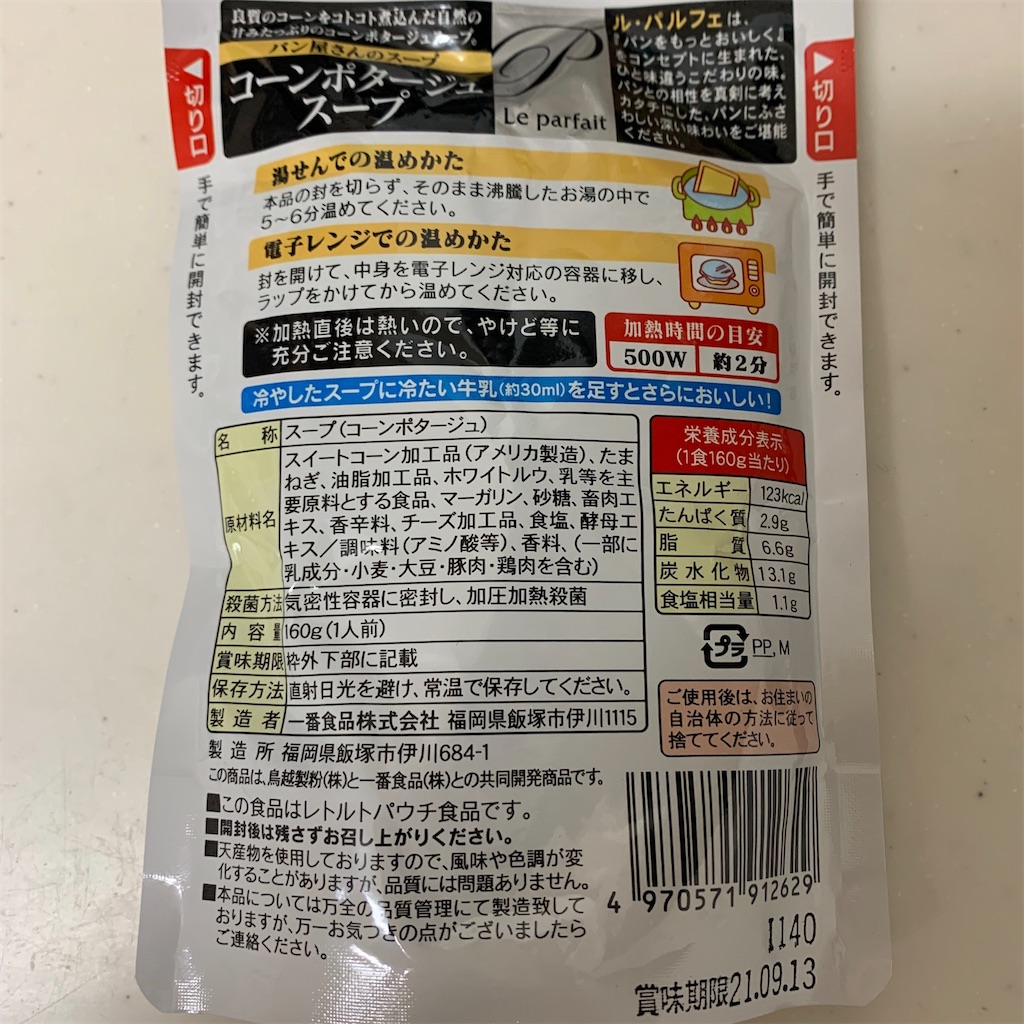 良質のコーンをコトコト煮込んだ自然の
甘みたっぷりのコーンポタージュスープ。
パン屋さんのスープ
コーンポタージュ
スープ
P
Le parfait
ル・パルフェは、
『パンをもっとおいしく』
をコンセプトに生まれた、
ひと味違うこだわりの味。
パンとの相性を真剣に考え
カタチにした、パンにふさ
わしい深い味わいをご堪能
ください。
◀切り口
手で簡単に開封できます。
▶切り口
手で簡単に開封できます。
湯せんでの温めかた
本品の封を切らず、そのまま沸騰したお湯の中で
5〜6分温めてください。
電子レンジでの温めかた
封を開けて、中身を電子レンジ対応の容器に移し、
ラップをかけてから温めてください。
※加熱直後は熱いので、やけど等に
充分ご注意ください。
加熱時間の目安
500W 約2分
冷やしたスープに冷たい牛乳(約30ml)を足すとさらにおいしい!
名称 スープ(コーンポタージュ)
原材料名 スイートコーン加工品(アメリカ製造)、たま
ねぎ、油脂加工品、ホワイトルウ、乳等を主
要原料とする食品、マーガリン、砂糖、畜肉エ
キス、香辛料、チーズ加工品、食塩、酵母エ
キス/調味料(アミノ酸等)、香料、(一部に
乳成分・小麦・大豆・豚肉・鶏肉を含む)
殺菌方法 気密性容器に密封し、加圧加熱殺菌
内容量 160g(1人前)
賞味期限 枠外下部に記載
保存方法 直射日光を避け、常温で保存してください。
製造者 一番食品株式会社 福岡県飯塚市伊川1115
製造所 福岡県飯塚市伊川684-1
この商品は、鳥越製粉(株)と一番食品(株)との共同開発商品です。
栄養成分表示
(1食160g当たり)
エネルギー 123kcal
たんぱく質 2.9g
脂質 6.6g
炭水化物 13.1g
食塩相当量 1.1g
プラ PP, M
ご使用後は、お住まいの
自治体の方法に従って
捨ててください。
■この食品はレトルトパウチ食品です。
■開封後は残さずお召し上がりください。
■天産物を使用しておりますので、風味や色調が変
化することがありますが、品質には問題ありません。
■本品については万全の品質管理にて製造致して
おりますが、万一お気づきの点がございましたら
ご連絡ください。
4 970571 912629
I140
賞味期限21.09.13